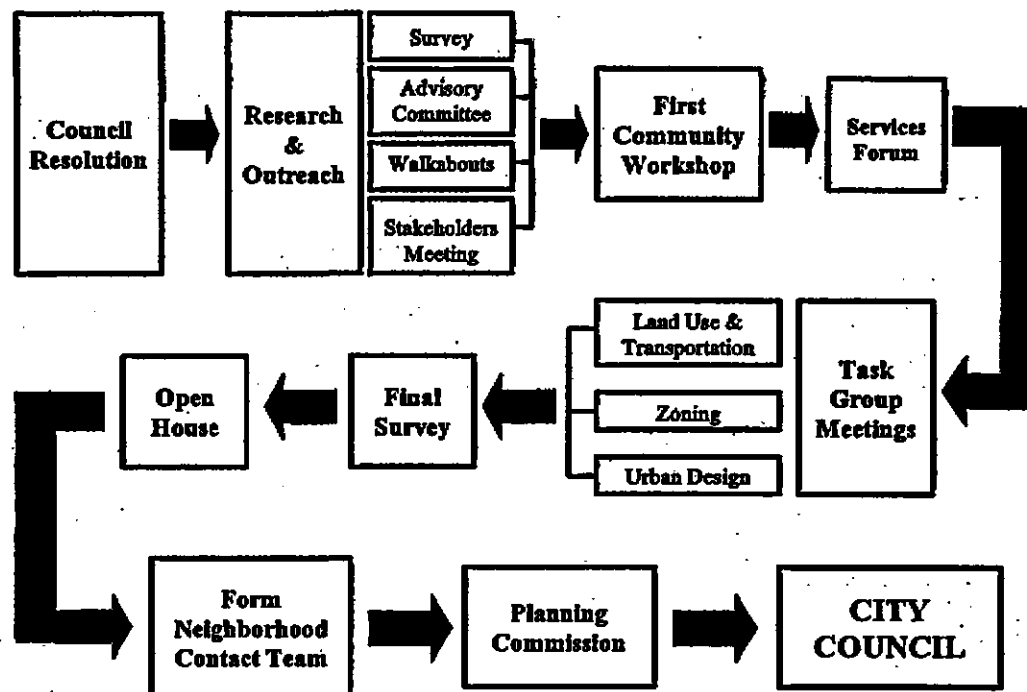 Council
Resolution
Research
&
Outreach
Survey
Advisory
Committee
Walkabouts
Stakeholders
Meeting
First
Community
Workshop
Services
Forum
Task
Group
Meetings
Land Use &
Transportation
Zoning
Urban Design
Final
Survey
Open
House
Form
Neighborhood
Contact Team
Planning
Commission
CITY
COUNCIL